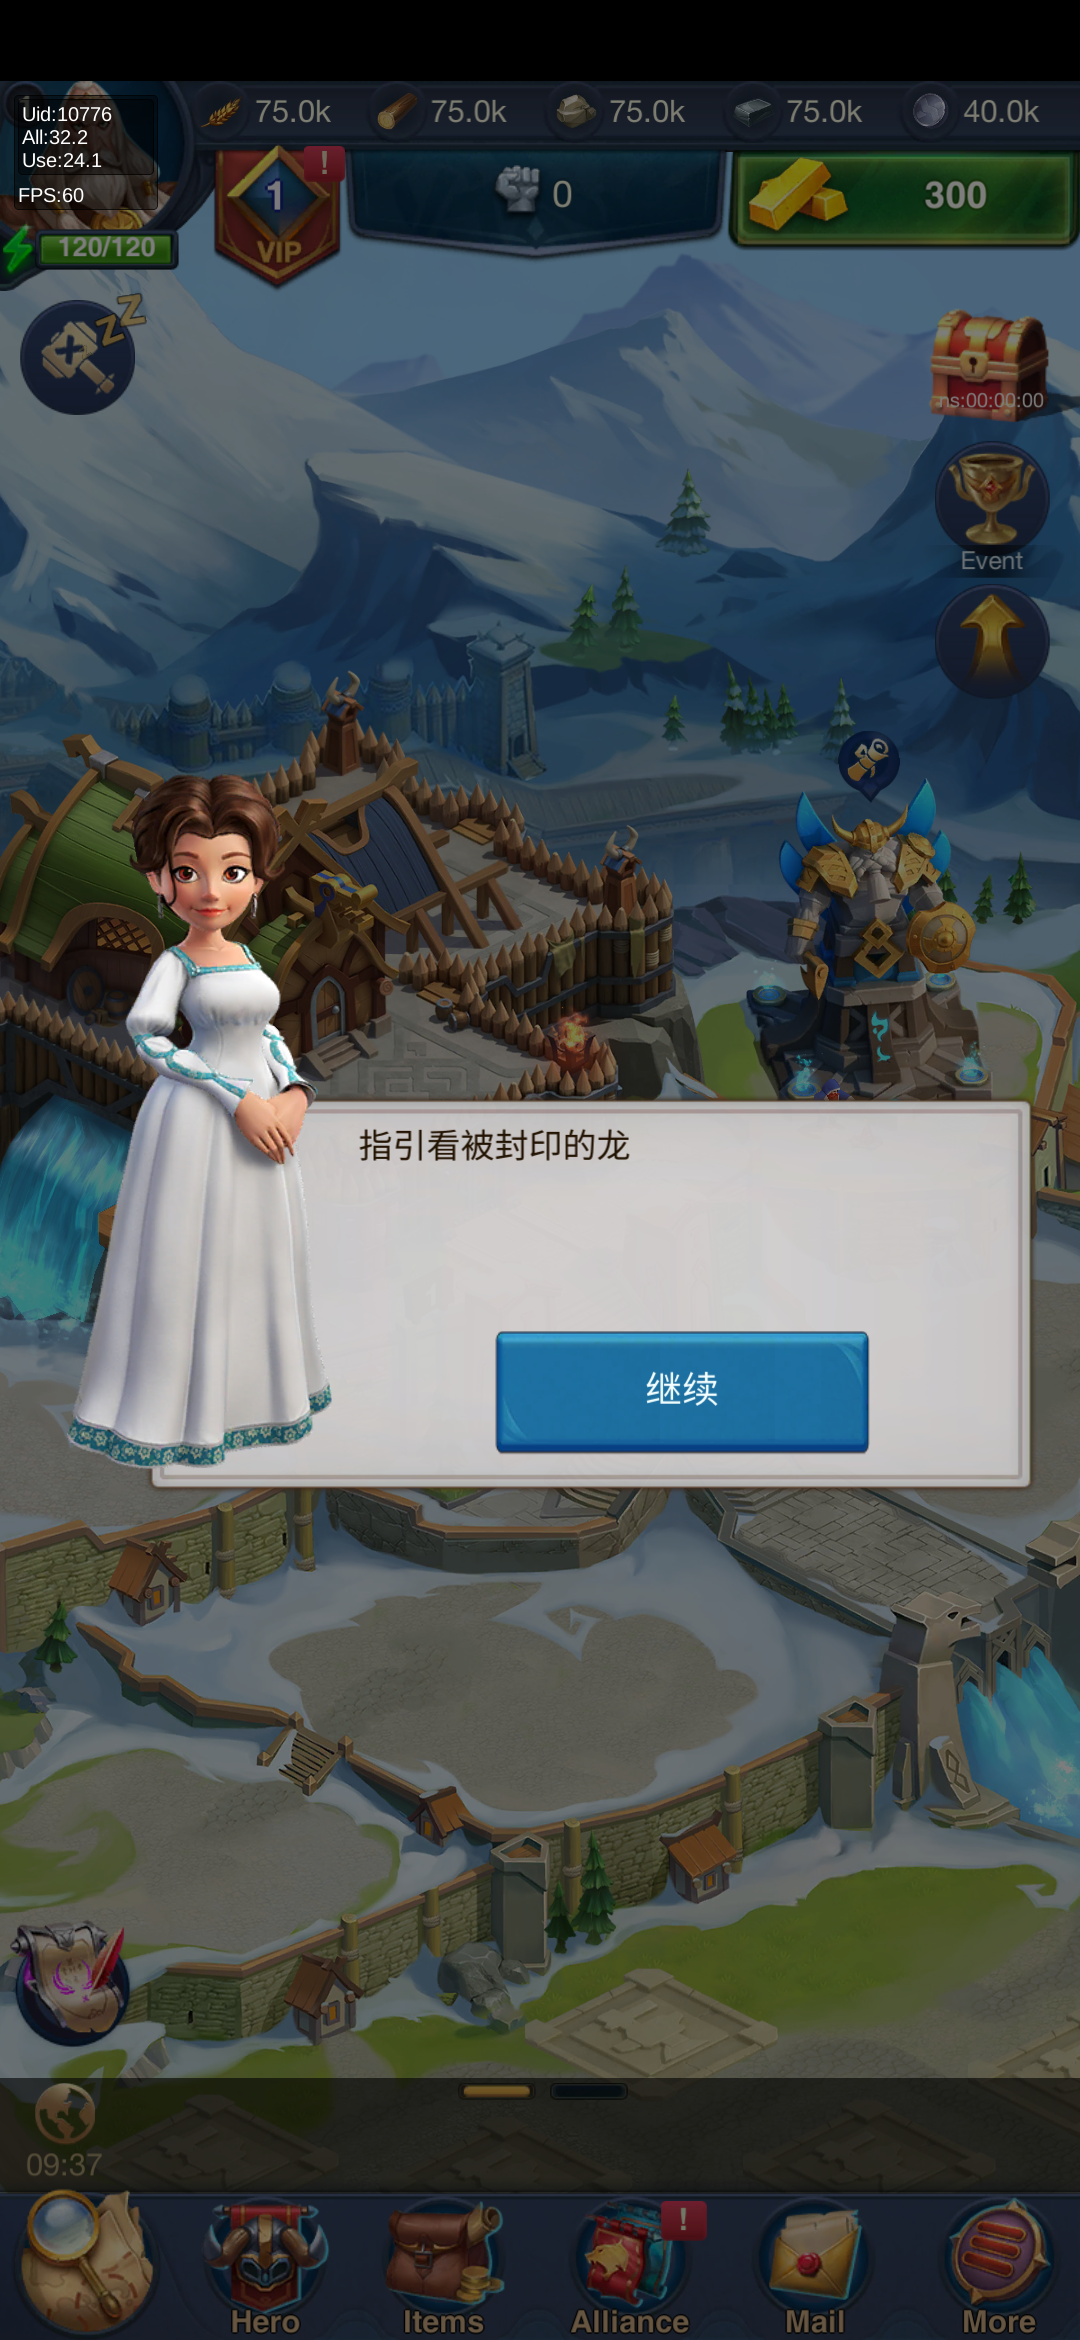 Uid:10776
All:32.2
Use:24.1
FPS:60
75.0k
75.0k
75.0k
75.0k
40.0k
1
VIP
!
0
300
120/120
ZZ
ns:00:00:00
Event
指引看被封印的龙
继续
09:37
!
Hero
Items
Alliance
Mail
More